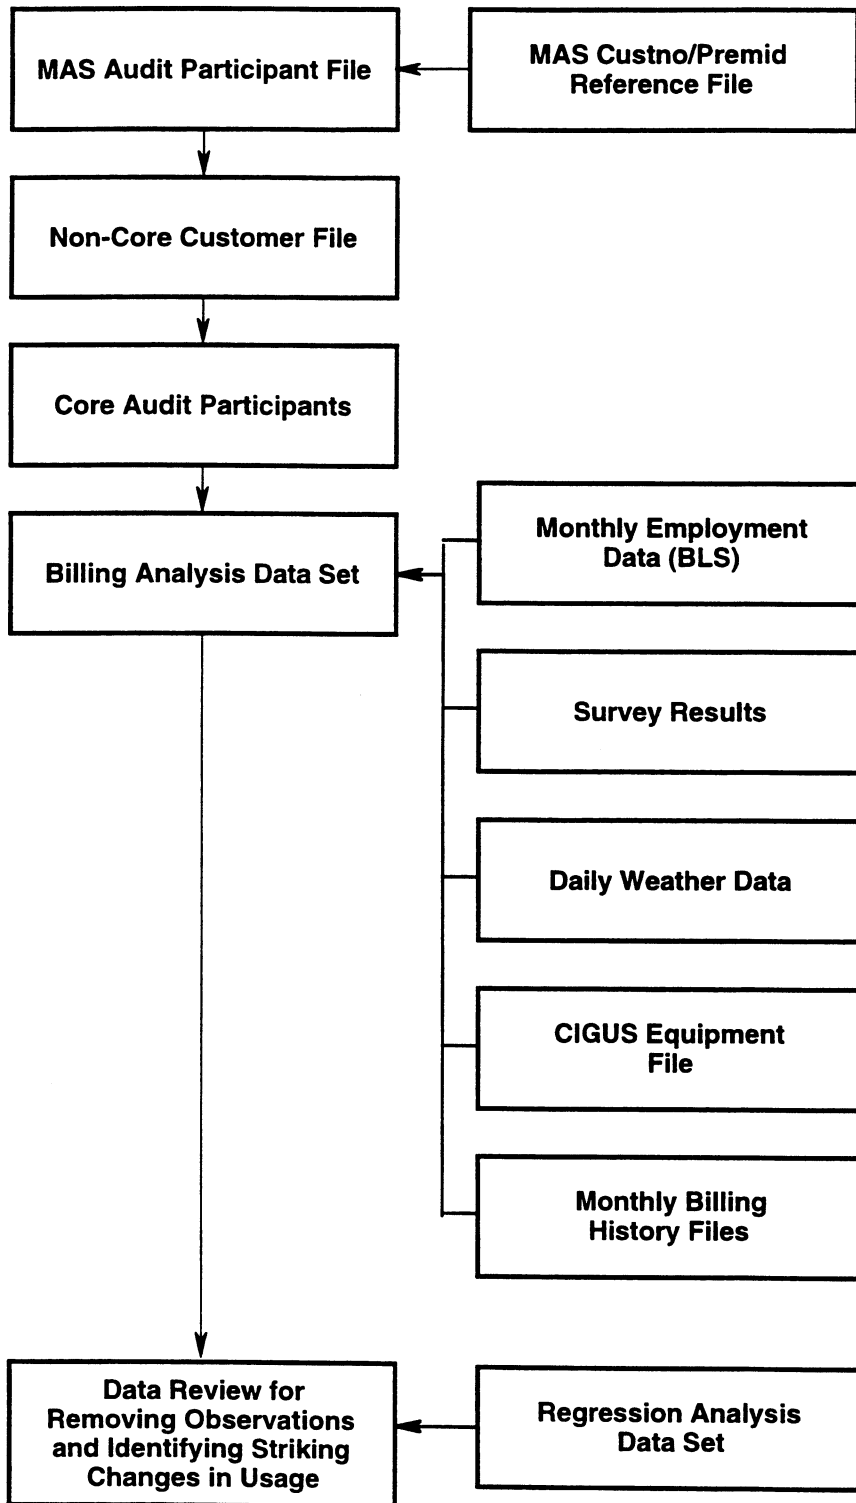 MAS Audit Participant File
MAS Custno/Premid
Reference File
Non-Core Customer File
Core Audit Participants
Billing Analysis Data Set
Monthly Employment
Data (BLS)
Survey Results
Daily Weather Data
CIGUS Equipment
File
Monthly Billing
History Files
Data Review for
Removing Observations
and Identifying Striking
Changes in Usage
Regression Analysis
Data Set